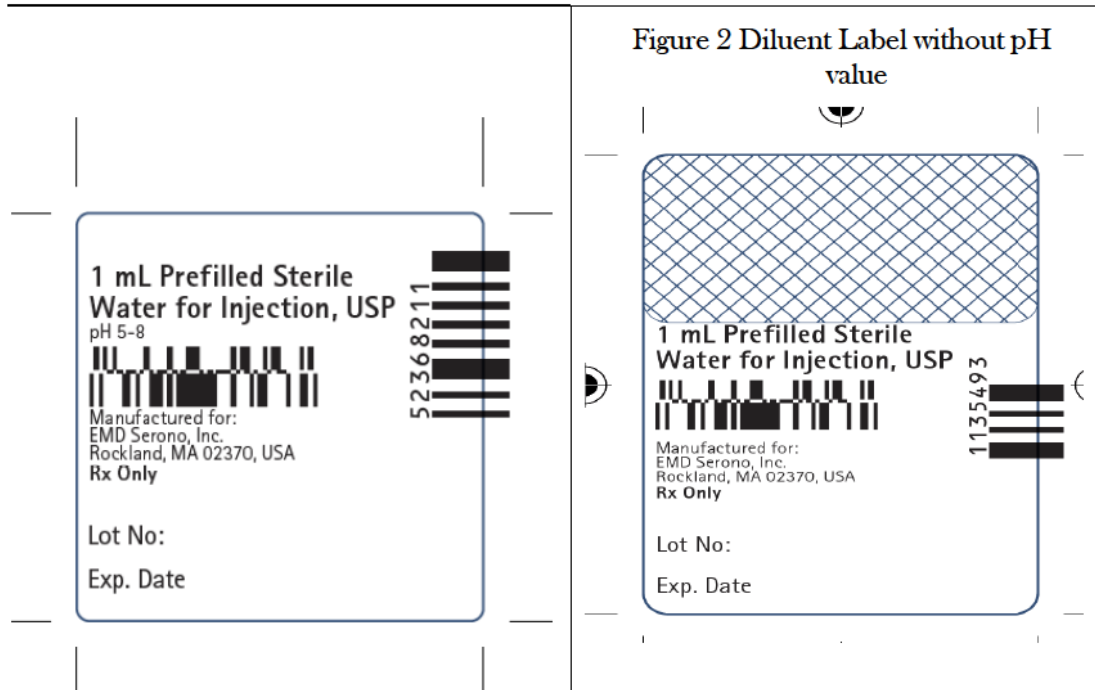 1 mL Prefilled Sterile
Water for Injection, USP
pH 5-8
Manufactured for:
EMD Serono, Inc.
Rockland, MA 02370, USA
Rx Only
Lot No:
Exp. Date
5236368211
Figure 2 Diluent Label without pH
value
1 mL Prefilled Sterile
Water for Injection, USP
Manufactured for:
EMD Serono, Inc.
Rockland, MA 02370, USA
Rx Only
Lot No:
Exp. Date
1135493